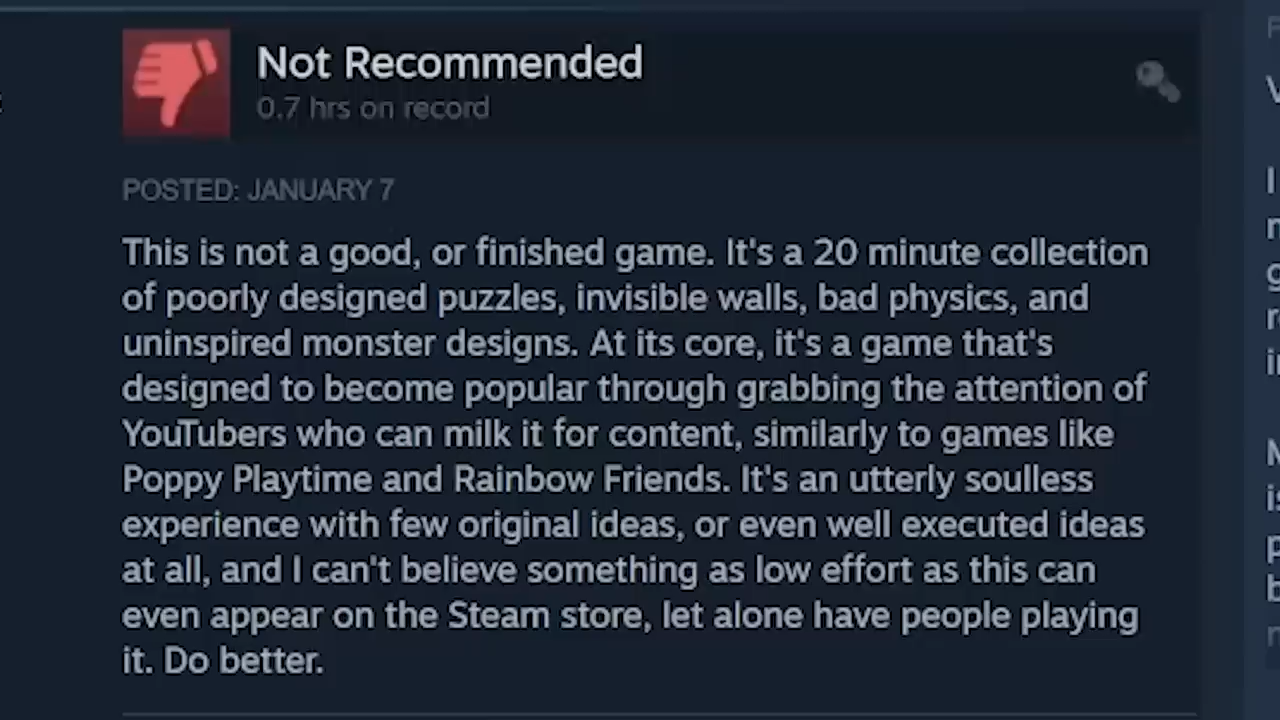 Not Recommended
0.7 hrs on record
POSTED: JANUARY 7
This is not a good, or finished game. It's a 20 minute collection
of poorly designed puzzles, invisible walls, bad physics, and
uninspired monster designs. At its core, it's a game that's
designed to become popular through grabbing the attention of
YouTubers who can milk it for content, similarly to games like
Poppy Playtime and Rainbow Friends. It's an utterly soulless
experience with few original ideas, or even well executed ideas
at all, and I can't believe something as low effort as this can
even appear on the Steam store, let alone have people playing
it. Do better.